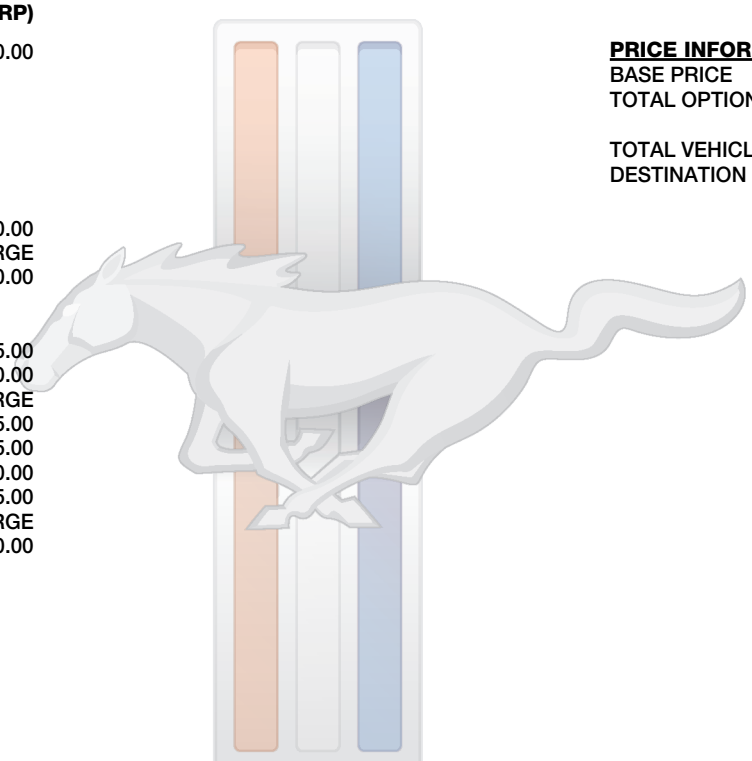 RP)
0.00
0.00
RGE
0.00
5.00
0.00
RGE
5.00
5.00
0.00
5.00
RGE
0.00
PRICE INFOR
BASE PRICE
TOTAL OPTION
TOTAL VEHICL
DESTINATION